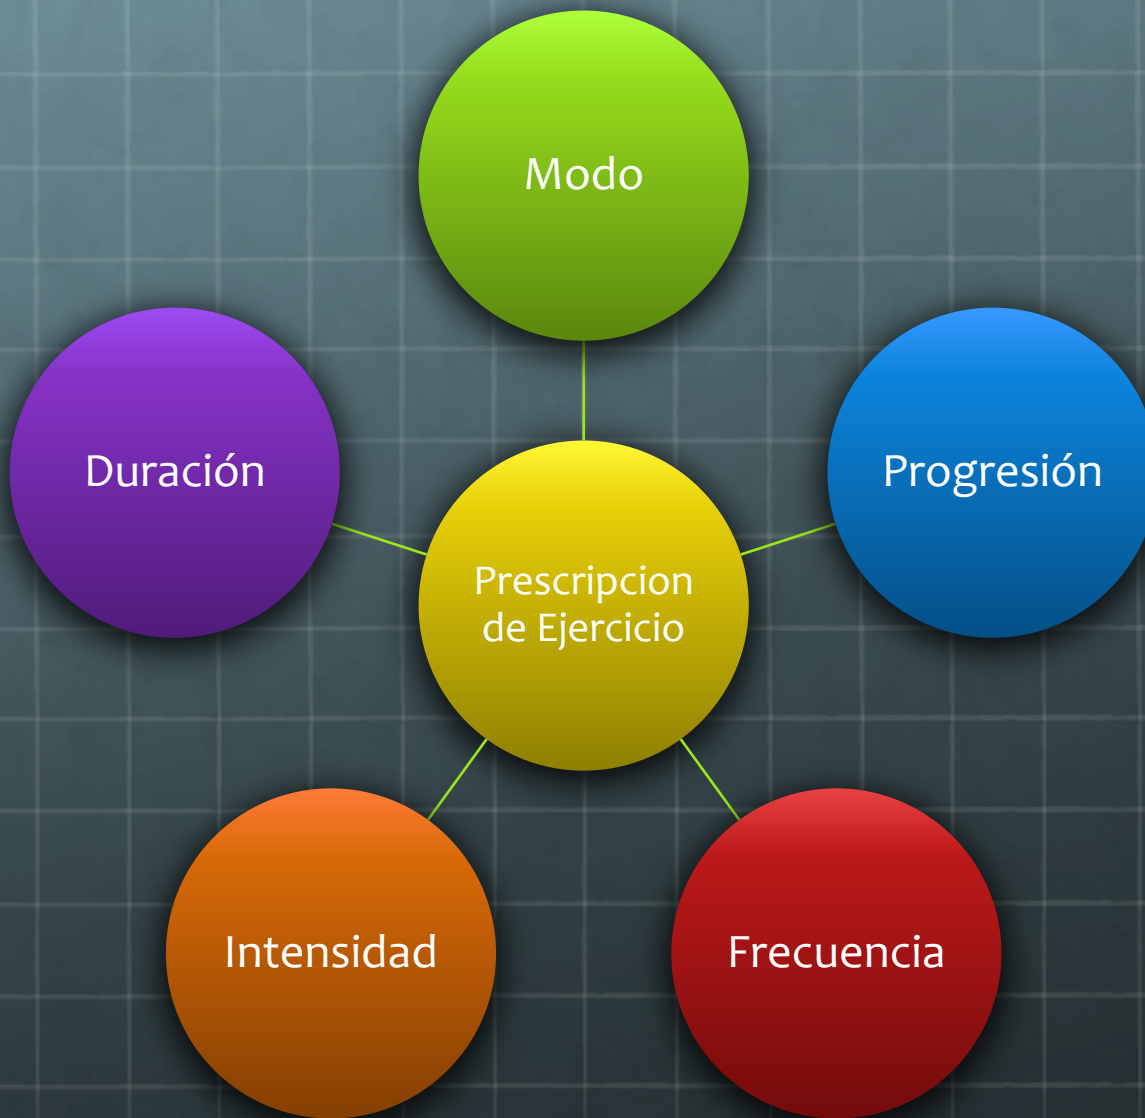 Modo
Duración
Progresión
Prescripcion
de Ejercicio
Intensidad
Frecuencia